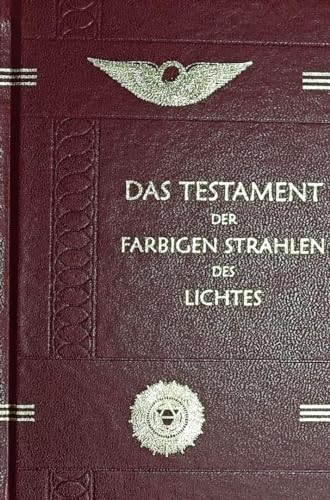 DAS TESTAMENT
DER
FARBIGEN STRAHLEN
DES
LICHTES